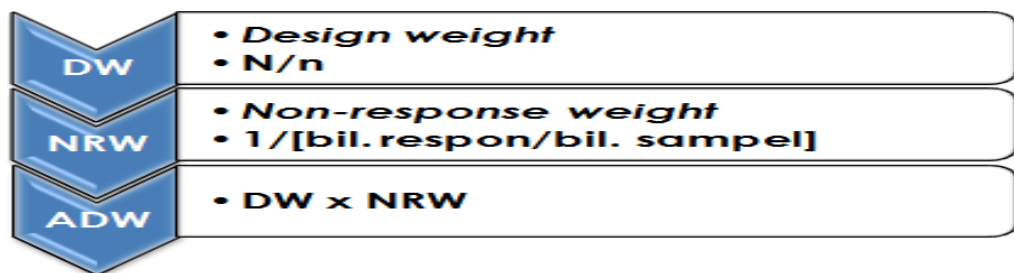 DW
• Design weight
• N/n
NRW
• Non-response weight
• 1/[bil.respon/bil. sampel]
ADW
• DW x NRW